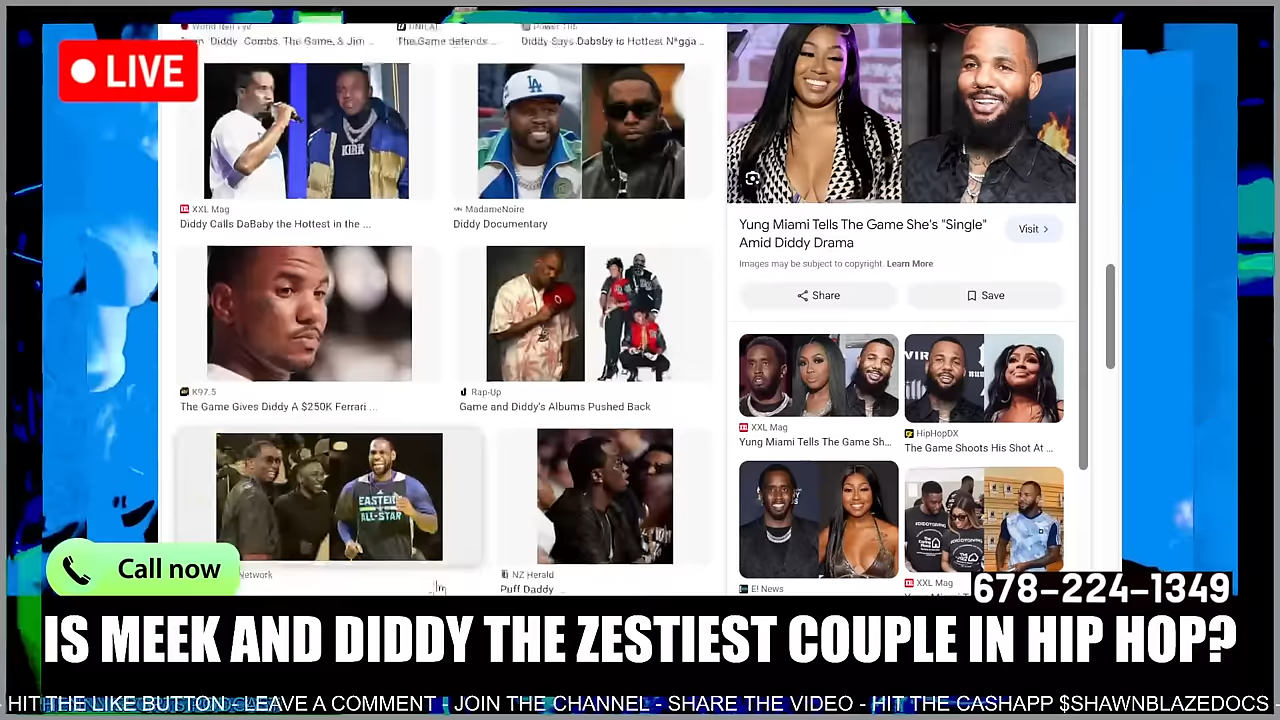 UNILAD
Diddy Combs, The Game, & Jim ...
The Game defends ...
Diddy Says DaBaby Is Hottest N*gga ...
LIVE
LA
KIRK
XXL Mag
Diddy Calls DaBaby the Hottest in the ...
MadameNoire
Diddy Documentary
K97.5
The Game Gives Diddy A $250K Ferrari ...
Rap-Up
Game and Diddy's Albums Pushed Back
EASTERN
ALL-STAR
Network
NZ Herald
Puff Daddy
Yung Miami Tells The Game She's "Single"
Amid Diddy Drama
Visit
Images may be subject to copyright. Learn More
Share
Save
XXL Mag
Yung Miami Tells The Game Sh...
HipHopDX
The Game Shoots His Shot At ...
E! News
XXL Mag
Call now
678-224-1349
IS MEEK AND DIDDY THE ZESTIEST COUPLE IN HIP HOP?
HIT THE LIKE BUTTON - LEAVE A COMMENT - JOIN THE CHANNEL - SHARE THE VIDEO - HIT THE CASHAPP $SHAWNBLAZEDOCS -